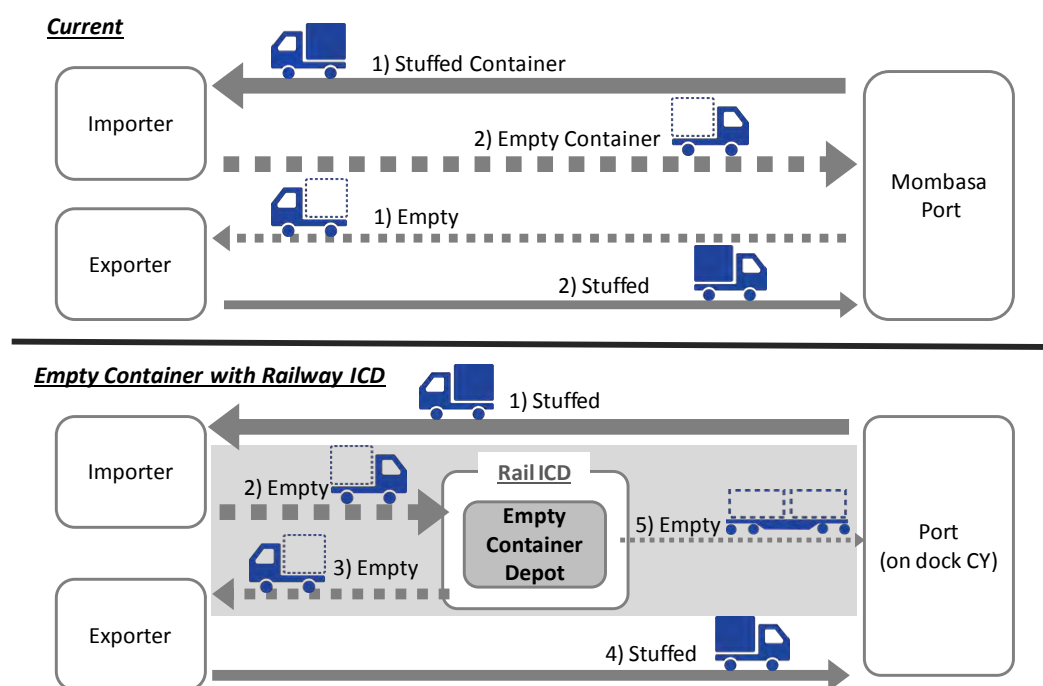 Current
1) Stuffed Container
Importer
2) Empty Container
Mombasa
Port
1) Empty
Exporter
2) Stuffed
Empty Container with Railway ICD
1) Stuffed
Importer
Rail ICD
2) Empty
Empty
Container
Depot
5) Empty
Port
(on dock CY)
3) Empty
Exporter
4) Stuffed